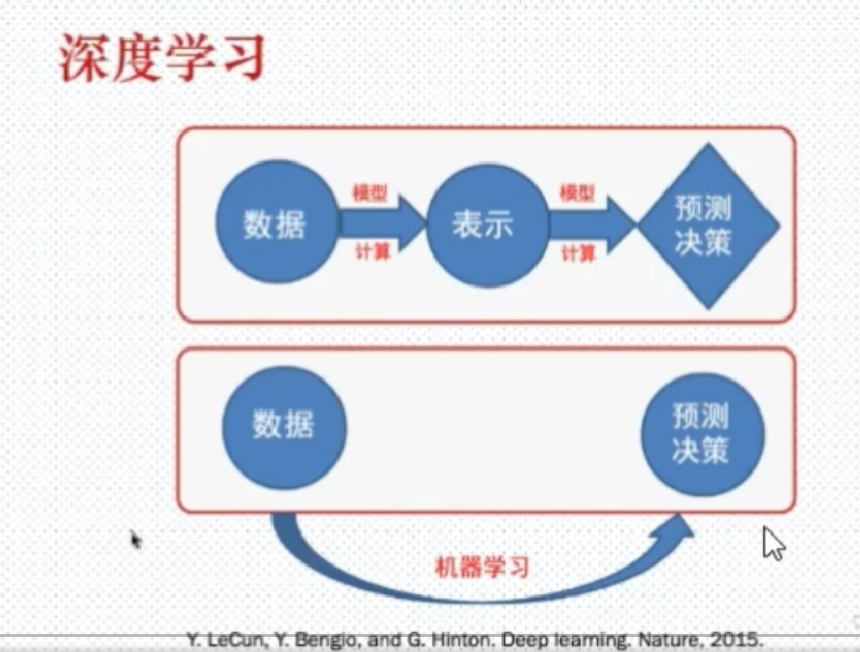 深度学习
模型
模型
数据
表示
预测
决策
计算
计算
数据
预测
决策
机器学习
Y. LeCun, Y. Bengio, and G. Hinton. Deep learning. Nature, 2015.